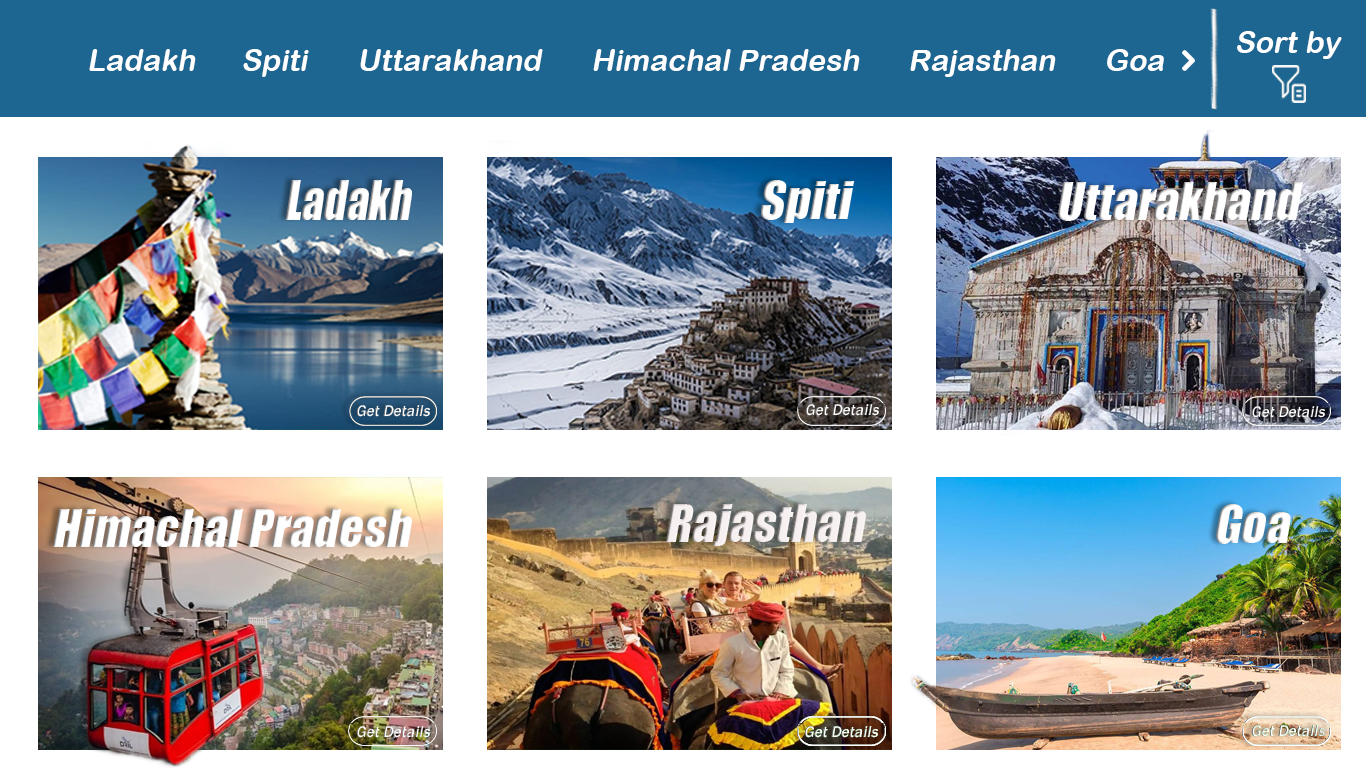 Ladakh Spiti Uttarakhand Himachal Pradesh Rajasthan Goa > Sort by
Ladakh
Get Details
Spiti
Get Details
Uttarakhand
Get Details
Himachal Pradesh
Get Details
Rajasthan
76
Get Details
Goa
Get Details